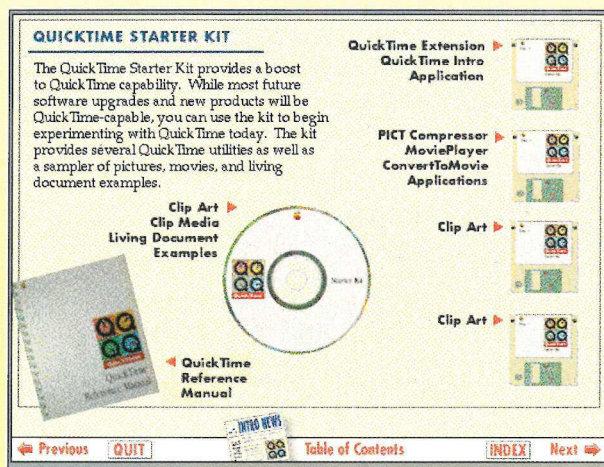 QUICKTIME STARTER KIT
The QuickTime Starter Kit provides a boost
to QuickTime capability. While most future
software upgrades and new products will be
QuickTime-capable, you can use the kit to begin
experimenting with QuickTime today. The kit
provides several QuickTime utilities as well as
a sampler of pictures, movies, and living
document examples.
QuickTime Extension
QuickTime Intro
Application
PICT Compressor
MoviePlayer
ConvertToMovie
Applications
Clip Art
Clip Art
Clip Art
Clip Media
Living Document
Examples
Starter Kit
QuickTime
Reference Manual
QuickTime
Reference
Manual
INTRO NEWS
Previous
QUIT
Table of Contents
INDEX
Next